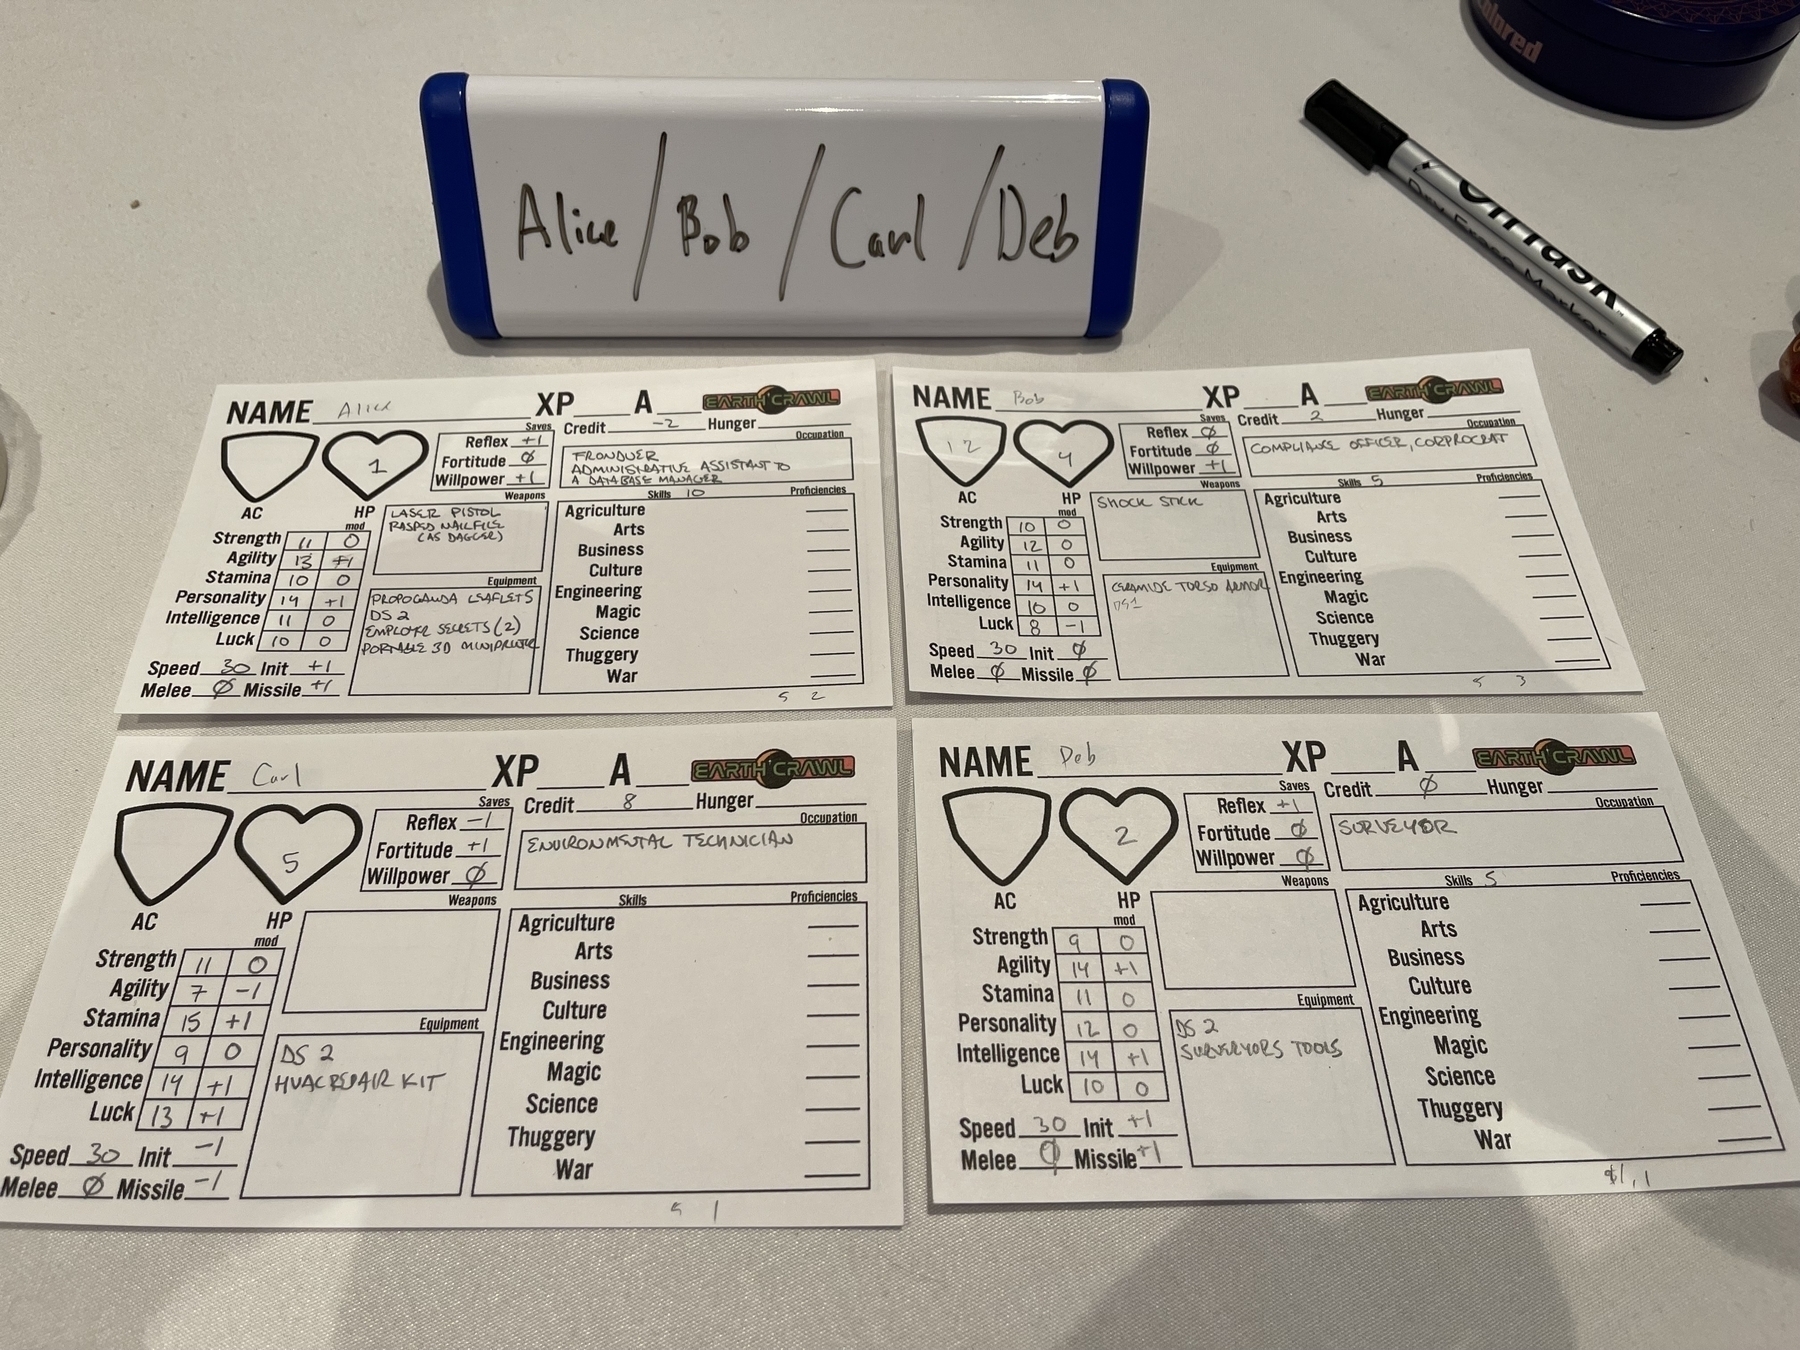 colored
OnTask
Dry Erase Marker
Alice / Bob / Carl / Deb
NAME Alice XP A EARTH CRAWL
Saves
Reflex +1
Fortitude Ø
Willpower +1
Credit -2 Hunger
Occupation
ADMINISTRATIVE ASSISTANT TO
A DATABASE MANAGER
1
AC HP
mod
Strength 11 0
Agility 13 +1
Stamina 10 0
Personality 14 +1
Intelligence 11 0
Luck 10 0
Speed 30 Init +1
Melee Ø Missile +1
Weapons
LASER PISTOL
RASPED NAILFILE
(AS DAGGER)
Equipment
PROPOGANDA LEAFLETS
DS 2
SECRETS (2)
PORTABLE 3D MINIPRINTER
Skills 10 Proficiencies
Agriculture
Arts
Business
Culture
Engineering
Magic
Science
Thuggery
War
5 2
NAME Bob XP A EARTH CRAWL
Saves
Reflex Ø
Fortitude Ø
Willpower +1
Credit 2 Hunger
Occupation
COMPLIANCE OFFICER, CORPROCRAT
12 4
AC HP
mod
Strength 10 0
Agility 12 0
Stamina 11 0
Personality 14 +1
Intelligence 10 0
Luck 8 -1
Speed 30 Init Ø
Melee Ø Missile Ø
Weapons
SHOCK STICK
Equipment
TORSO ARMOR
DS1
Skills 5 Proficiencies
Agriculture
Arts
Business
Culture
Engineering
Magic
Science
Thuggery
War
5 3
NAME Carl XP A EARTH CRAWL
Saves
Reflex -1
Fortitude +1
Willpower Ø
Credit 8 Hunger
Occupation
ENVIRONMENTAL TECHNICIAN
5
AC HP
mod
Strength 11 0
Agility 7 -1
Stamina 15 +1
Personality 9 0
Intelligence 14 +1
Luck 13 +1
Speed 30 Init -1
Melee Ø Missile -1
Weapons
Equipment
DS 2
HVAC REPAIR KIT
Skills Proficiencies
Agriculture
Arts
Business
Culture
Engineering
Magic
Science
Thuggery
War
5 1
NAME Deb XP A EARTH CRAWL
Saves
Reflex +1
Fortitude Ø
Willpower Ø
Credit Ø Hunger
Occupation
SURVEYOR
2
AC HP
mod
Strength 9 0
Agility 14 +1
Stamina 11 0
Personality 12 0
Intelligence 14 +1
Luck 10 0
Speed 30 Init +1
Melee Ø Missile +1
Weapons
Equipment
DS 2
SURVEYORS TOOLS
Skills 5 Proficiencies
Agriculture
Arts
Business
Culture
Engineering
Magic
Science
Thuggery
War